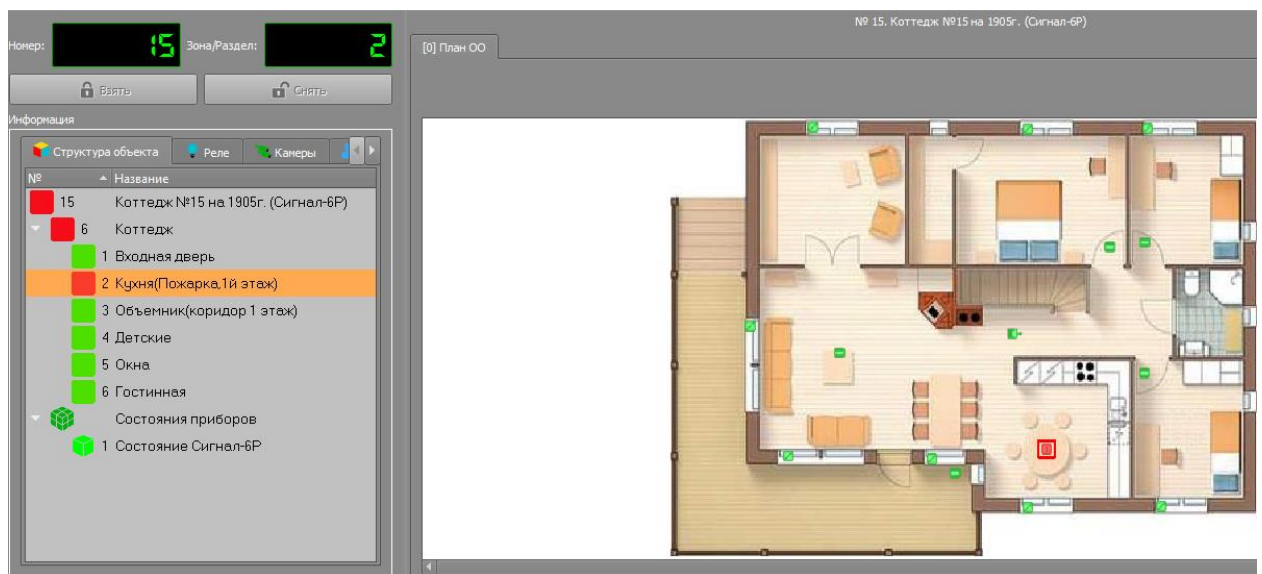 № 15. Коттедж №15 на 1905г. (Сигнал-6Р)
Номер: 15 Зона/Раздел: 2
[0] План ОО
Взять Снять
Информация
Структура объекта Реле Камеры
№ Название
15 Коттедж №15 на 1905г. (Сигнал-6Р)
6 Коттедж
1 Входная дверь
2 Кухня(Пожарка,1й этаж)
3 Объемник(коридор 1 этаж)
4 Детские
5 Окна
6 Гостинная
Состояния приборов
1 Состояние Сигнал-6Р